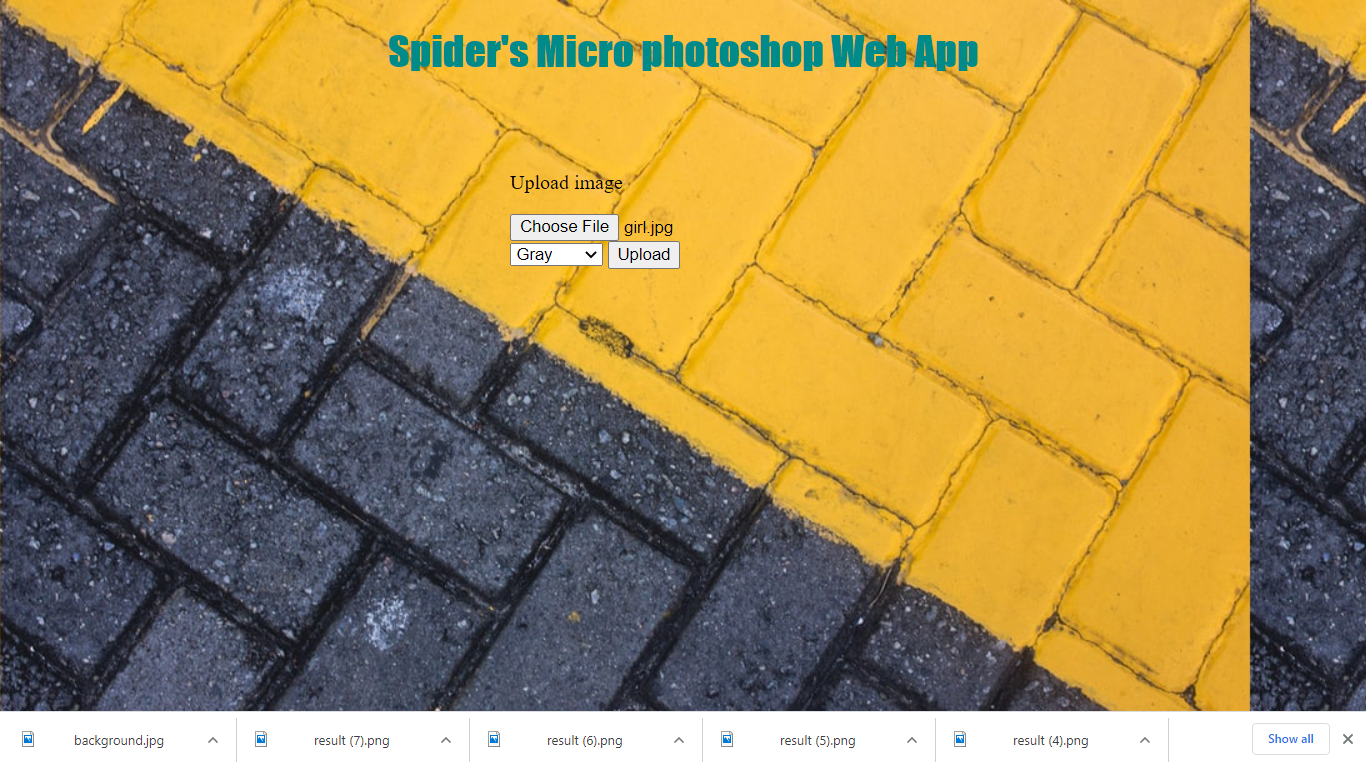 Spider's Micro photoshop Web App
Upload image
Choose File girl.jpg
Gray Upload
background.jpg result (7).png result (6).png result (5).png result (4).png Show all